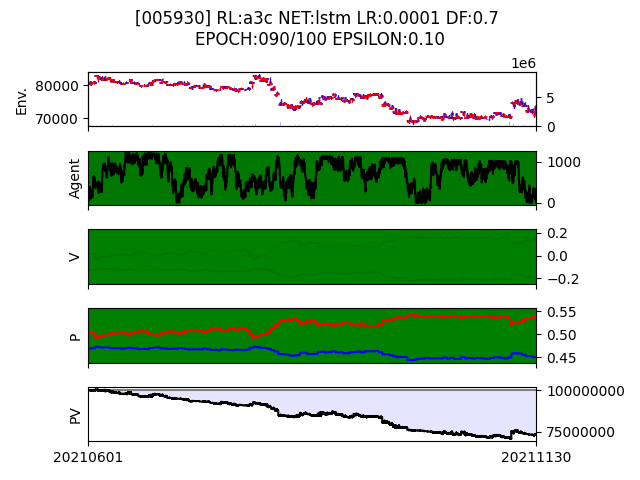 [005930] RL:a3c NET:lstm LR:0.0001 DF:0.7
EPOCH:090/100 EPSILON:0.10
1e6
Env.
80000
70000
5
0
Agent
1000
0
V
0.2
0.0
−0.2
P
0.55
0.50
0.45
PV
100000000
75000000
20210601
20211130